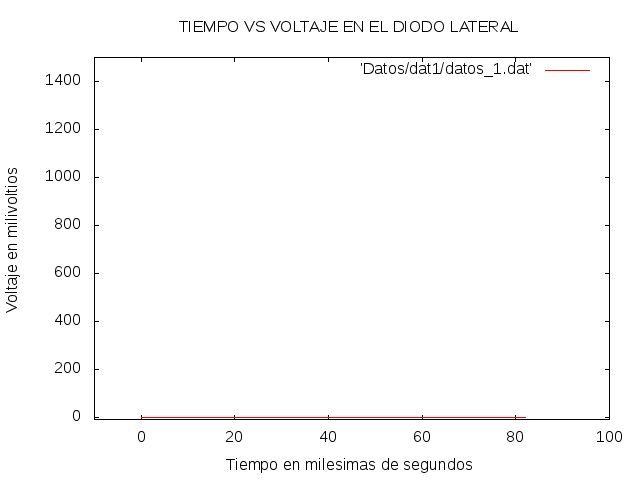 TIEMPO VS VOLTAJE EN EL DIODO LATERAL
'Datos/dat1/datos_1.dat'
1400
1200
1000
800
600
400
200
0
Voltaje en milivoltios
0 20 40 60 80 100
Tiempo en milesimas de segundos